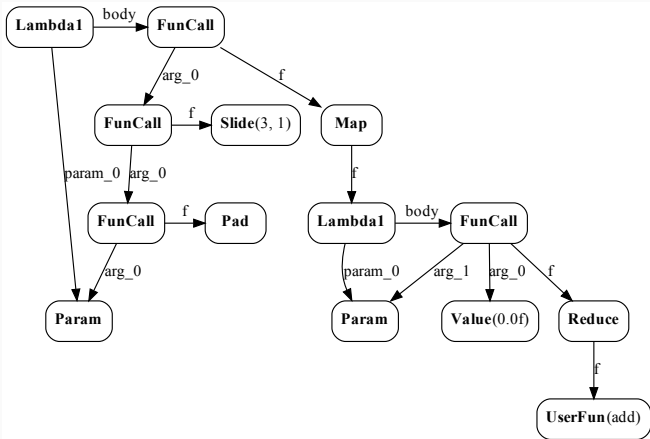 Lambda1 body FunCall
arg_0 f
FunCall f Slide(3, 1) Map
param_0 arg_0 f
FunCall f Pad Lambda1 body FunCall
arg_0 param_0 arg_1 arg_0 f
Param Param Value(0.0f) Reduce
f
UserFun(add)